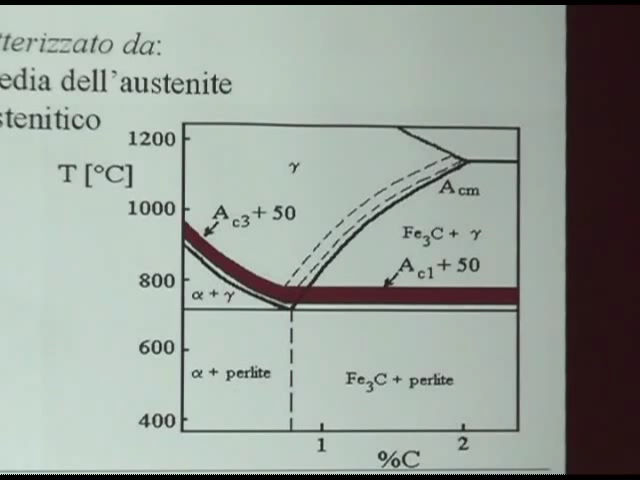 tterizzato da:
edia dell'austenite
stenitico
1200
T [°C]
γ
Acm
1000
Ac3 + 50
Fe3C + γ
Ac1 + 50
800
α + γ
600
α + perlite
Fe3C + perlite
400
1
2
%C